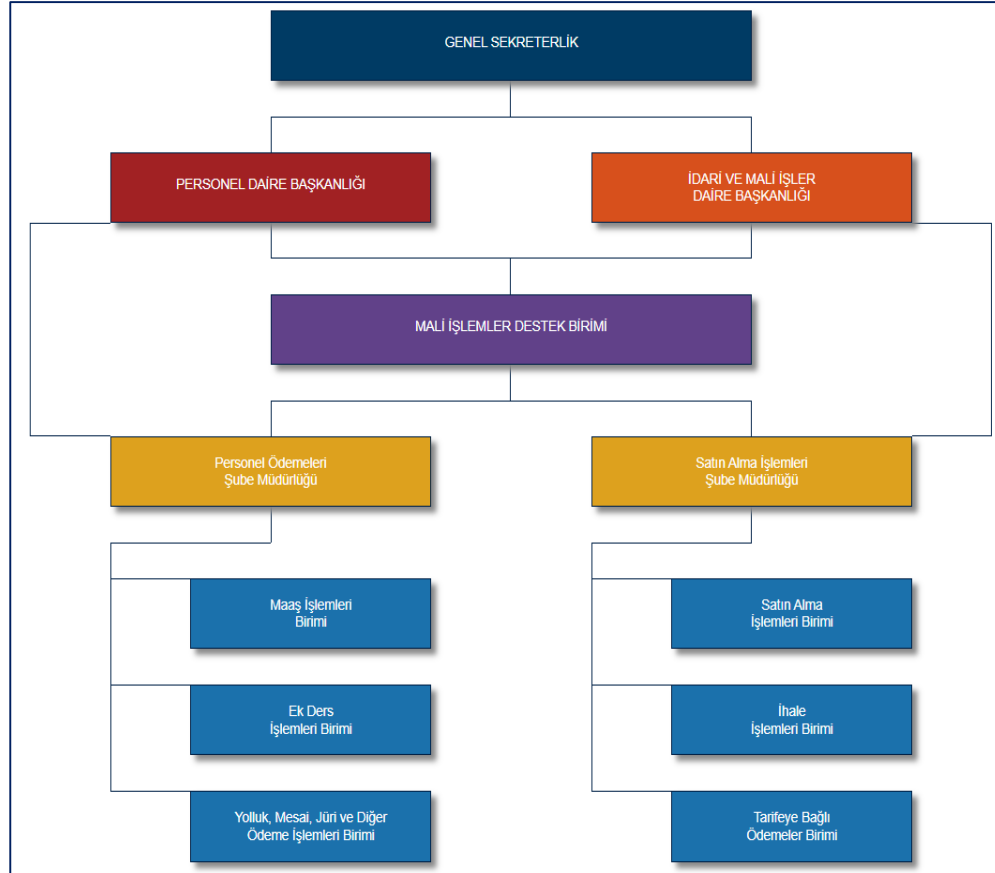 GENEL SEKRETERLİK
PERSONEL DAİRE BAŞKANLIĞI
İDARİ VE MALİ İŞLER
DAİRE BAŞKANLIĞI
MALİ İŞLEMLER DESTEK BİRİMİ
Personel Ödemeleri
Şube Müdürlüğü
Satın Alma İşlemleri
Şube Müdürlüğü
Maaş İşlemleri
Birimi
Satın Alma
İşlemleri Birimi
Ek Ders
İşlemleri Birimi
İhale
İşlemleri Birimi
Yolluk, Mesai, Jüri ve Diğer
Ödeme İşlemleri Birimi
Tarifeye Bağlı
Ödemeler Birimi